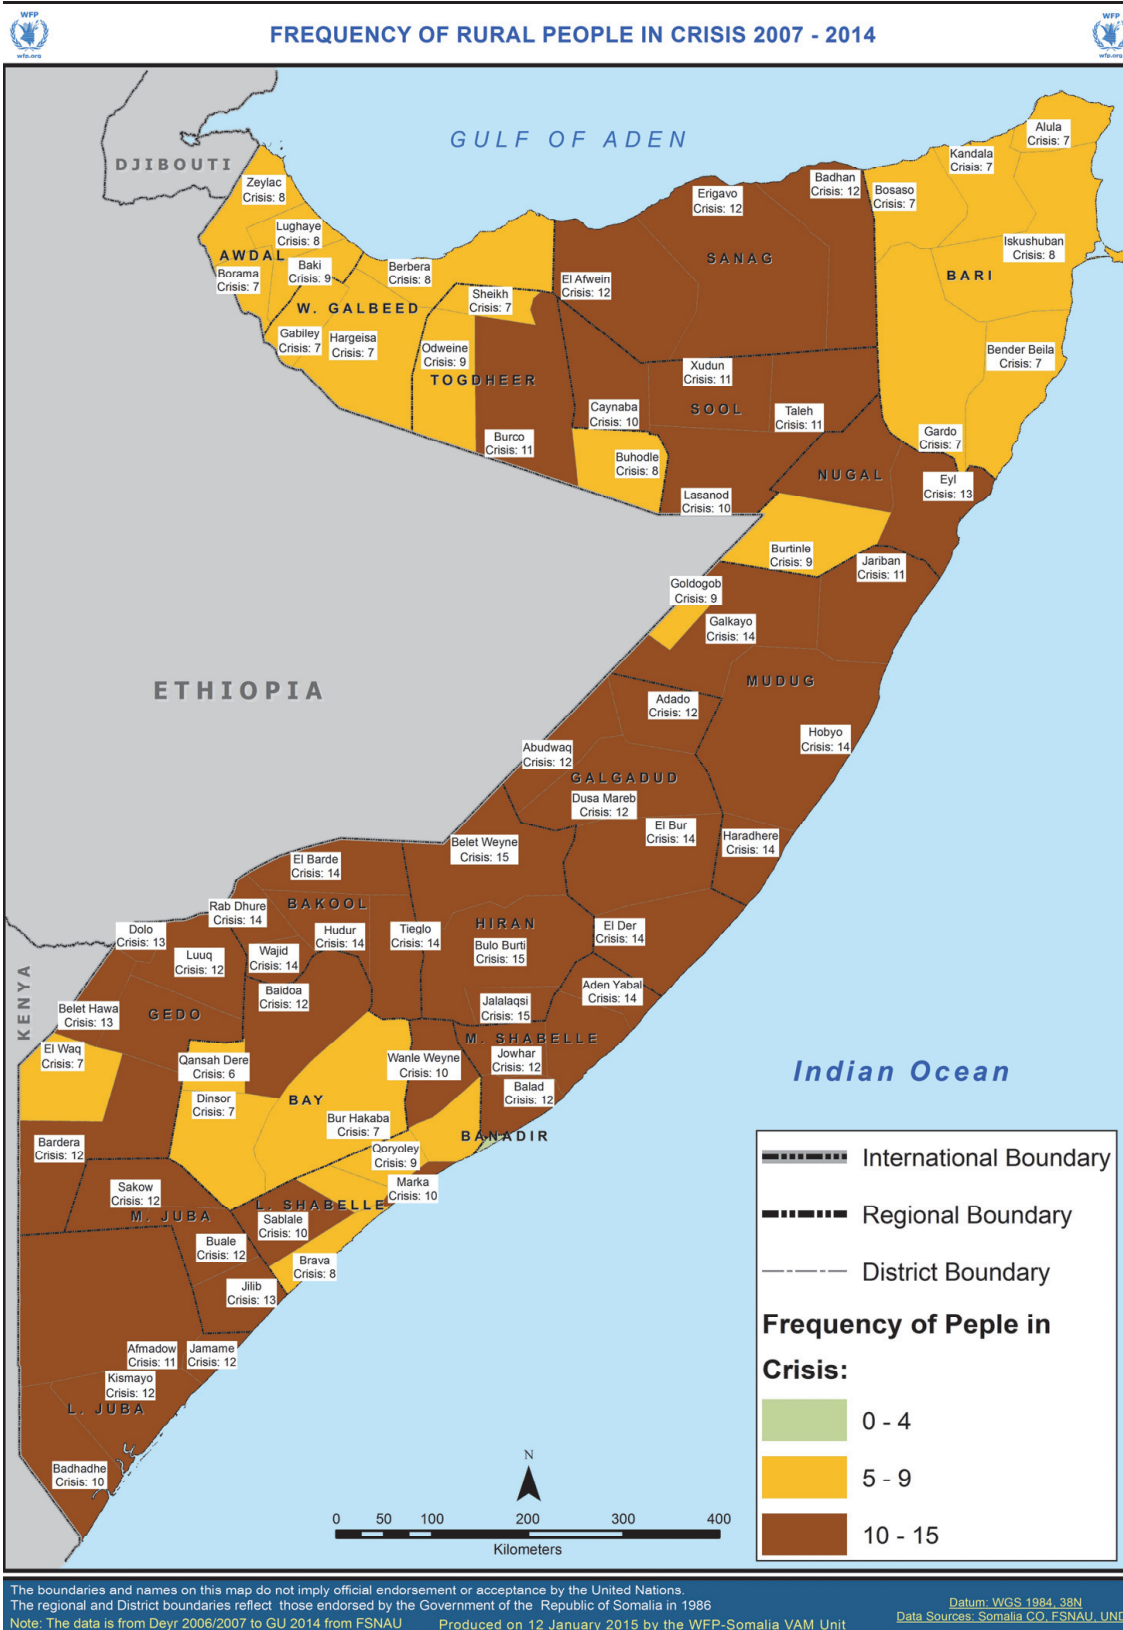 WFP
wfp.org
FREQUENCY OF RURAL PEOPLE IN CRISIS 2007 - 2014
WFP
wfp.org
GULF OF ADEN
DJIBOUTI
Alula
Crisis: 7
Kandala
Crisis: 7
Zeylac
Crisis: 8
Badhan
Crisis: 12
Bosaso
Crisis: 7
Erigavo
Crisis: 12
Lughaye
Crisis: 8
Iskushuban
Crisis: 8
AWDAL
SANAG
Baki
Crisis: 9
Berbera
Crisis: 8
Borama
Crisis: 7
BARI
El Afwein
Crisis: 12
Sheikh
Crisis: 7
W. GALBEED
Gabiley
Crisis: 7
Hargeisa
Crisis: 7
Odweine
Crisis: 9
Bender Beila
Crisis: 7
TOGDHEER
Xudun
Crisis: 11
Caynaba
Crisis: 10
SOOL
Taleh
Crisis: 11
Burco
Crisis: 11
Gardo
Crisis: 7
Buhodle
Crisis: 8
NUGAL
Eyl
Crisis: 13
Lasanod
Crisis: 10
Burtinle
Crisis: 9
Jariban
Crisis: 11
Goldogob
Crisis: 9
Galkayo
Crisis: 14
ETHIOPIA
MUDUG
Adado
Crisis: 12
Hobyo
Crisis: 14
Abudwaq
Crisis: 12
GALGADUD
Dusa Mareb
Crisis: 12
El Bur
Crisis: 14
Haradhere
Crisis: 14
Belet Weyne
Crisis: 15
El Barde
Crisis: 14
Rab Dhure
Crisis: 14
BAKOOL
HIRAN
Dolo
Crisis: 13
Hudur
Crisis: 14
Tieglo
Crisis: 14
El Der
Crisis: 14
Luuq
Crisis: 12
Wajid
Crisis: 14
Bulo Burti
Crisis: 15
Baidoa
Crisis: 12
Aden Yabal
Crisis: 14
KENYA
Belet Hawa
Crisis: 13
GEDO
Jalalaqsi
Crisis: 15
M. SHABELLE
El Waq
Crisis: 7
Qansah Dere
Crisis: 6
Wanle Weyne
Crisis: 10
Jowhar
Crisis: 12
Indian Ocean
Dinsor
Crisis: 7
BAY
Balad
Crisis: 12
Bur Hakaba
Crisis: 7
BANADIR
Bardera
Crisis: 12
Qoryoley
Crisis: 9
Marka
Crisis: 10
Sakow
Crisis: 12
L. SHABELLE
M. JUBA
Sablale
Crisis: 10
Buale
Crisis: 12
Brava
Crisis: 8
Jilib
Crisis: 13
Afmadow
Crisis: 11
Jamame
Crisis: 12
Kismayo
Crisis: 12
L. JUBA
Badhadhe
Crisis: 10
International Boundary
Regional Boundary
District Boundary
Frequency of Peple in
Crisis:
0 - 4
5 - 9
10 - 15
N
0 50 100 200 300 400
Kilometers
The boundaries and names on this map do not imply official endorsement or acceptance by the United Nations.
The regional and District boundaries reflect those endorsed by the Government of the Republic of Somalia in 1986
Note: The data is from Deyr 2006/2007 to GU 2014 from FSNAU
Produced on 12 January 2015 by the WFP-Somalia VAM Unit
Datum: WGS 1984, 38N
Data Sources: Somalia CO, FSNAU, UND